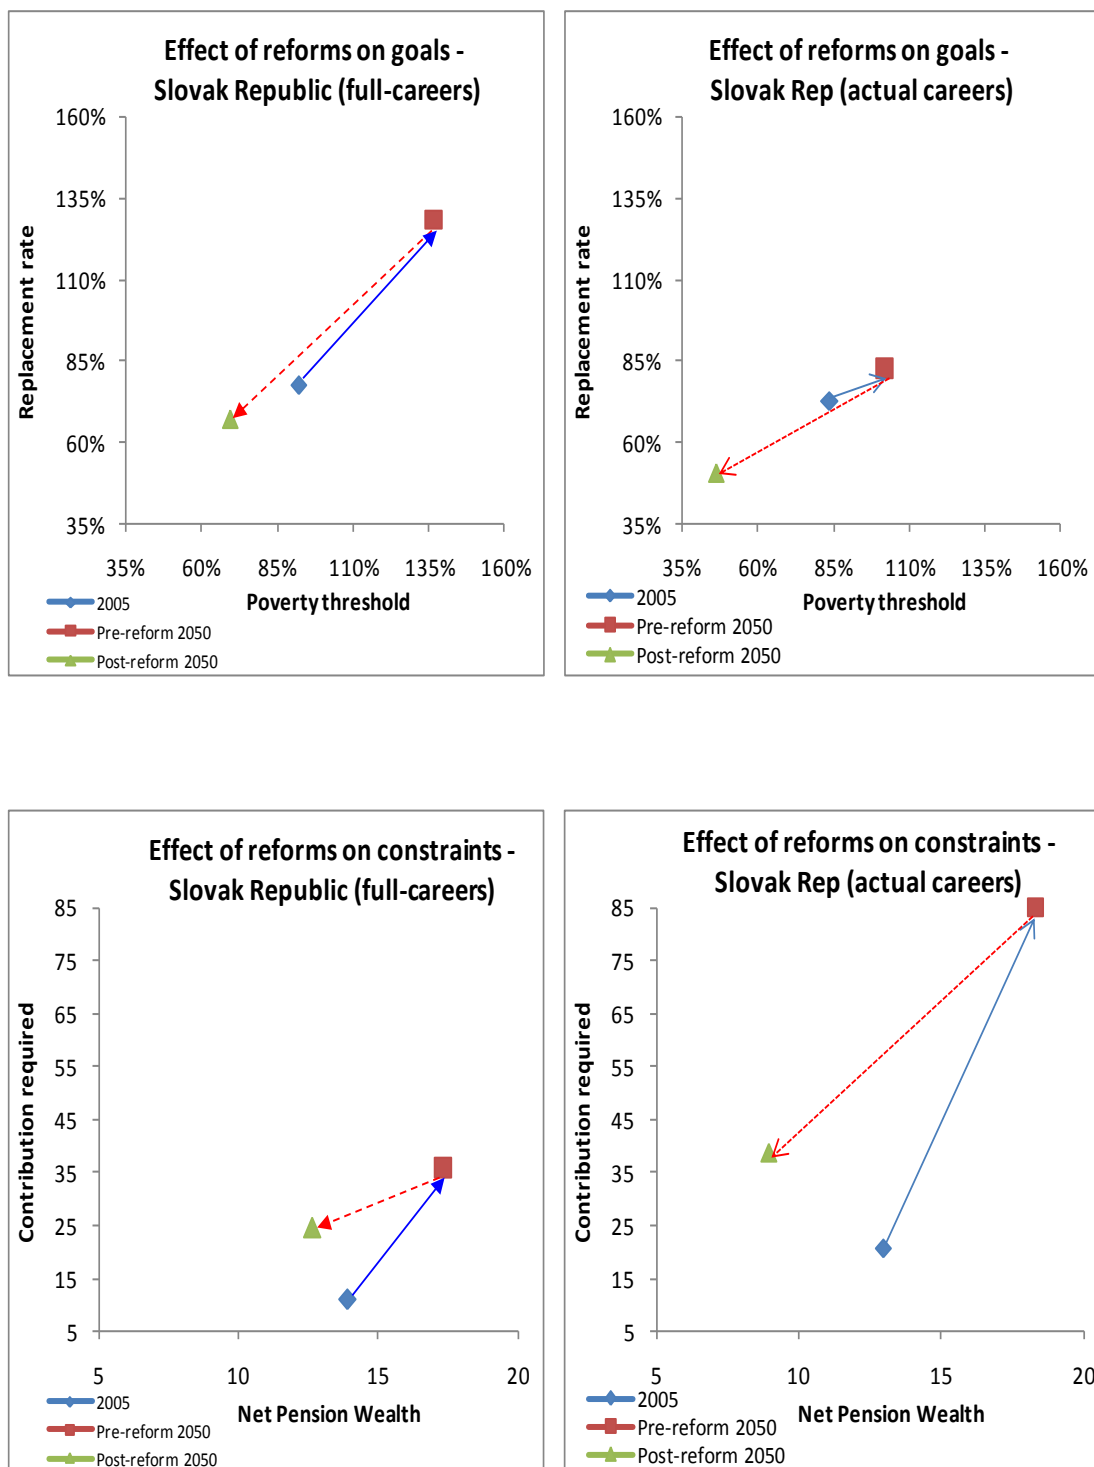 Effect of reforms on goals -
Slovak Republic (full-careers)
160%
135%
110%
85%
60%
35%
Replacement rate
35% 60% 85% 110% 135% 160%
Poverty threshold
2005
Pre-reform 2050
Post-reform 2050
Effect of reforms on goals -
Slovak Rep (actual careers)
160%
135%
110%
85%
60%
35%
Replacement rate
35% 60% 85% 110% 135% 160%
Poverty threshold
2005
Pre-reform 2050
Post-reform 2050
Effect of reforms on constraints -
Slovak Republic (full-careers)
85
75
65
55
45
35
25
15
5
Contribution required
5 10 15 20
Net Pension Wealth
2005
Pre-reform 2050
Post-reform 2050
Effect of reforms on constraints -
Slovak Rep (actual careers)
85
75
65
55
45
35
25
15
5
Contribution required
5 10 15 20
Net Pension Wealth
2005
Pre-reform 2050
Post-reform 2050